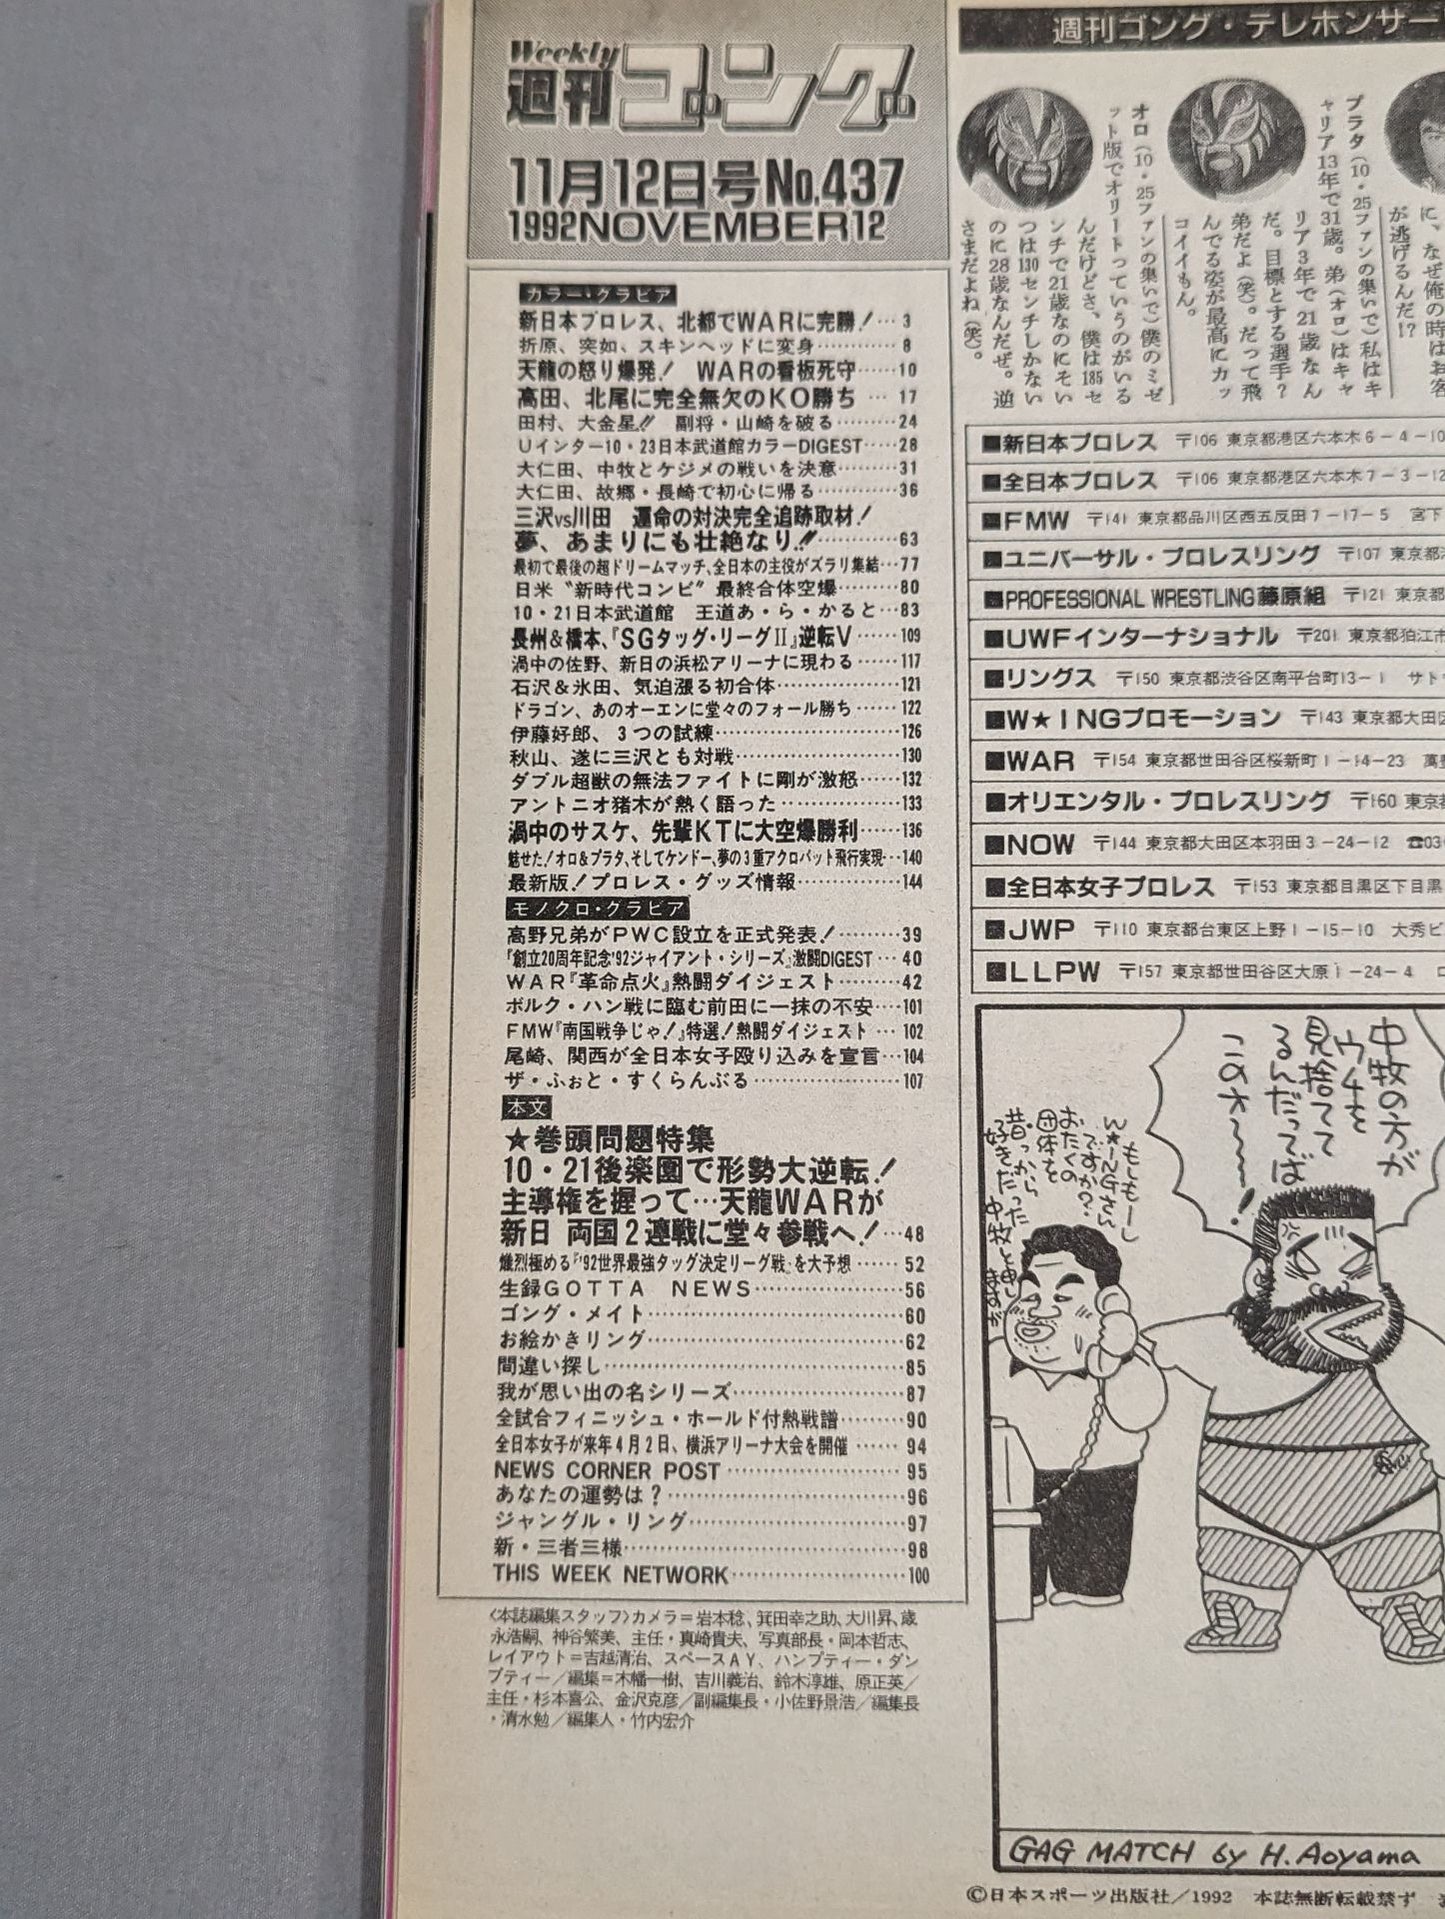 Weekly
週刊ゴング
11月12日号No.437
1992NOVEMBER12
カラー・グラビア
新日本プロレス、北都でWARに完勝!…3
折原、突如、スキンヘッドに変身…………8
天龍の怒り爆発! WARの看板死守……10
高田、北尾に完全無欠のKO勝ち…17
田村、大金星!! 副将・山崎を破る………24
Uインター10・23日本武道館カラーDIGEST……28
大仁田、中牧とケジメの戦いを決意………31
大仁田、故郷・長崎で初心に帰る…………36
三沢vs川田 運命の対決完全追跡取材!
夢、あまりにも壮絶なり!!…………63
最初で最後の超ドリームマッチ、全日本の主役がズラリ集結…77
日米〝新時代コンビ〟最終合体空爆………80
10・21日本武道館 王道あ・ら・かると…83
長州&橋本、『SGタッグ・リーグⅡ』逆転V……109
渦中の佐野、新日の浜松アリーナに現わる……117
石沢&永田、気迫漲る初合体………………121
ドラゴン、あのオーエンに堂々のフォール勝ち……122
伊藤好郎、3つの試練………………………126
秋山、遂に三沢とも対戦……………………130
ダブル超獣の無法ファイトに剛が激怒……132
アントニオ猪木が熱く語った………………133
渦中のサスケ、先輩KTに大空爆勝利……136
魅せた!オロ&プラタ、そしてケンドー、夢の3重アクロバット飛行実現…140
最新版!プロレス・グッズ情報……………144
モノクロ・グラビア
高野兄弟がPWC設立を正式発表!………39
『創立20周年記念'92ジャイアント・シリーズ』激闘DIGEST…40
WAR『革命点火』熱闘ダイジェスト………42
ボルク・ハン戦に臨む前田に一抹の不安…101
FMW『南国戦争じゃ!』特選!熱闘ダイジェスト…102
尾崎、関西が全日本女子殴り込みを宣言…104
ザ・ふぉと・すくらんぶる…………………107
本文
★巻頭問題特集
10・21後楽園で形勢大逆転!
主導権を握って…天龍WARが
新日 両国2連戦に堂々参戦へ!…48
熾烈極める『'92世界最強タッグ決定リーグ戦』を大予想……52
生録GOTTA NEWS…………………56
ゴング・メイト………………………………60
お絵かきリング………………………………62
間違い探し……………………………………85
我が思い出の名シリーズ……………………87
全試合フィニッシュ・ホールド付熱戦譜………90
全日本女子が来年4月2日、横浜アリーナ大会を開催……94
NEWS CORNER POST……………………95
あなたの運勢は?……………………………96
ジャングル・リング…………………………97
新・三者三様…………………………………98
THIS WEEK NETWORK……………………100
〈本誌編集スタッフ〉カメラ=岩本稔、箕田幸之助、大川昇、歳
永浩嗣、神谷繁美、主任・真崎貴夫、写真部長・岡本哲志、
レイアウト=吉越清治、スペースAY、ハンプティー・ダン
プティー/編集=木幡一樹、吉川義治、鈴木淳雄、原正英/
主任・杉本喜公、金沢克彦/副編集長・小佐野景浩/編集長
・清水勉/編集人・竹内宏介
週刊ゴング・テレホンサー
に、なぜ俺の時はお客
が逃げるんだ!?
プラタ(10・25ファンの集いで)私はキ
ャリア13年で31歳。弟(オロ)はキャ
リア3年で21歳なん
だ。目標とする選手?
弟だよ(笑)。だって飛
んでる姿が最高にカッ
コイイもん。
オロ(10・25ファンの集いで)僕のミゼ
ット版でオリートっていうのがいる
んだけどさ、僕は185セ
ンチで21歳なのにそい
つは130センチしかない
のに28歳なんだぜ。逆
さまだよね(笑)。
■新日本プロレス 〒106 東京都港区六本木6-4-10
■全日本プロレス 〒106 東京都港区六本木7-3-12
■FMW 〒141 東京都品川区西五反田7-17-5 宮下
■ユニバーサル・プロレスリング 〒107 東京都
■PROFESSIONAL WRESTLING藤原組 〒121 東京都
■UWFインターナショナル 〒201 東京都狛江市
■リングス 〒150 東京都渋谷区南平台町13-1 サト
■W★INGプロモーション 〒143 東京都大田区
■WAR 〒154 東京都世田谷区桜新町1-14-23 萬
■オリエンタル・プロレスリング 〒160 東京
■NOW 〒144 東京都大田区本羽田3-24-12 ☎03
■全日本女子プロレス 〒153 東京都目黒区下目黒
■JWP 〒110 東京都台東区上野1-15-10 大秀ビ
■LLPW 〒157 東京都世田谷区大原1-24-4 ロ
中牧の方が
ウチを
見捨てて
るんだってば
このオ〜〜〜!
もしもーし
W★INGさん
ですか?
おたくの
団体を
昔っから
好きだった
中牧と申し
ますが
GAG MATCH by H.Aoyama
©日本スポーツ出版社/1992 本誌無断転載禁ず